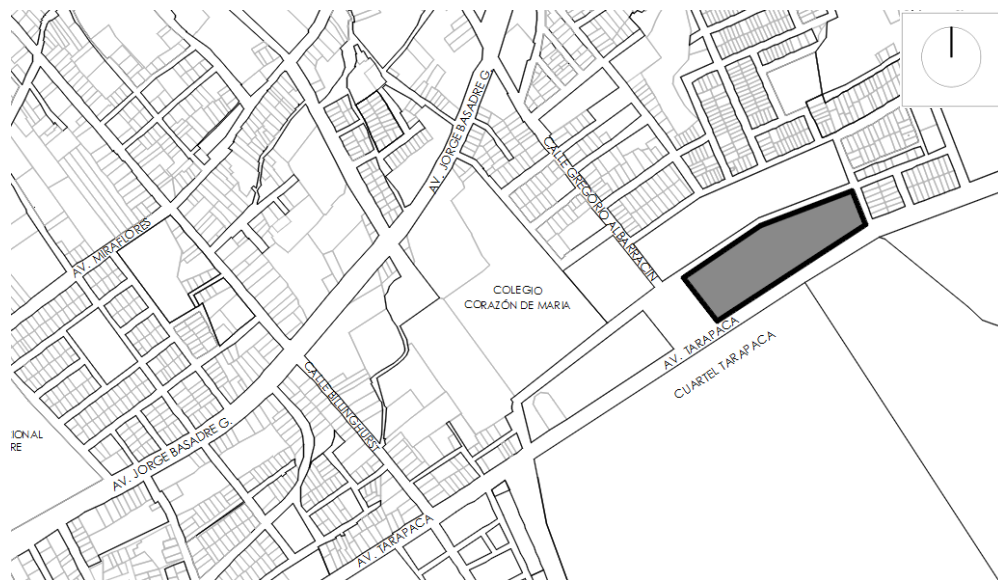 AV. JORGE BASADRE G.
CALLE GREGORIO ALBARRACIN
AV. MIRAFLORES
COLEGIO
CORAZÓN DE MARIA
AV. TARAPACA
CUARTEL TARAPACA
CALLE BILLINGHURST
IONAL
RE
AV. JORGE BASADRE G.
AV. TARAPACA